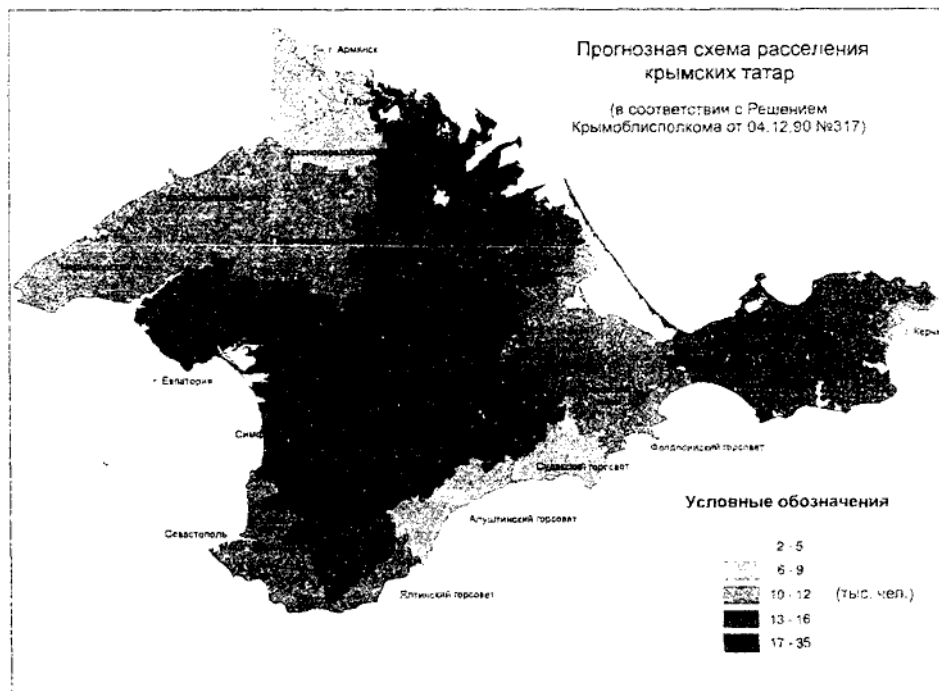 Прогнозная схема расселения
крымских татар
(в соответствии с Решением
Крымоблисполкома от 04.12.90 №317)
г. Армянск
г. Евпатория
г. Керчь
Феодосийский горсовет
Судакский горсовет
Алуштинский горсовет
Севастополь
Ялтинский горсовет
Условные обозначения
2 - 5
6 - 9
10 - 12 (тыс. чел.)
13 - 16
17 - 35